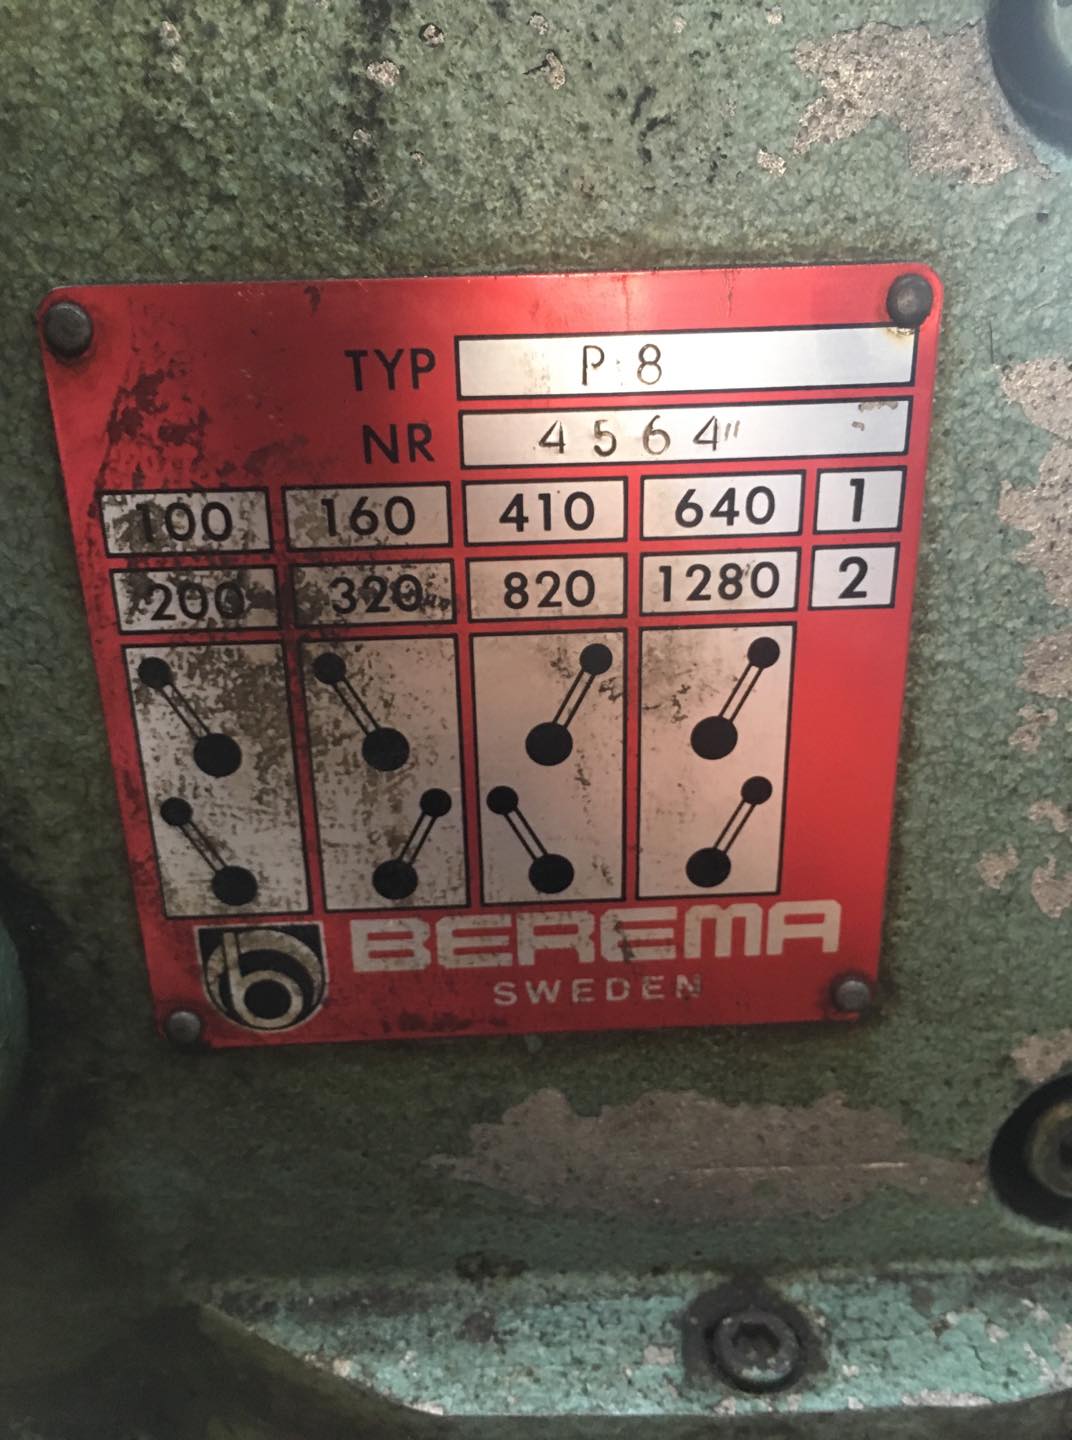 TYP P 8
NR 4564
100 160 410 640 1
200 320 820 1280 2
BEREMA
SWEDEN